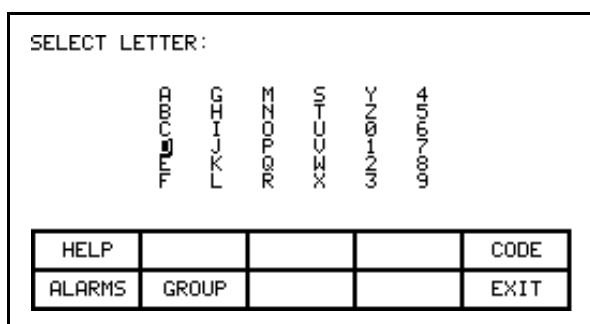 SELECT LETTER:
A G M S Y 4
B H N T Z 5
C I O U 0 6
D J P V 1 7
E K Q W 2 8
F L R X 3 9
HELP CODE
ALARMS GROUP EXIT